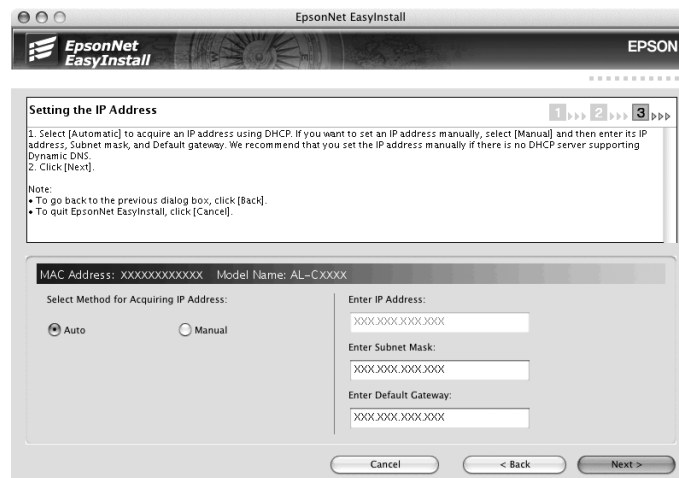 EpsonNet EasyInstall
EpsonNet
EasyInstall
EPSON
Setting the IP Address
1 2 3
1. Select [Automatic] to acquire an IP address using DHCP. If you want to set an IP address manually, select [Manual] and then enter its IP
address, Subnet mask, and Default gateway. We recommend that you set the IP address manually if there is no DHCP server supporting
Dynamic DNS.
2. Click [Next].
Note:
• To go back to the previous dialog box, click [Back].
• To quit EpsonNet EasyInstall, click [Cancel].
MAC Address: XXXXXXXXXXXX Model Name: AL-CXXXX
Select Method for Acquiring IP Address:
Auto
Manual
Enter IP Address:
XXX.XXX.XXX.XXX
Enter Subnet Mask:
XXX.XXX.XXX.XXX
Enter Default Gateway:
XXX.XXX.XXX.XXX
Cancel
< Back
Next >